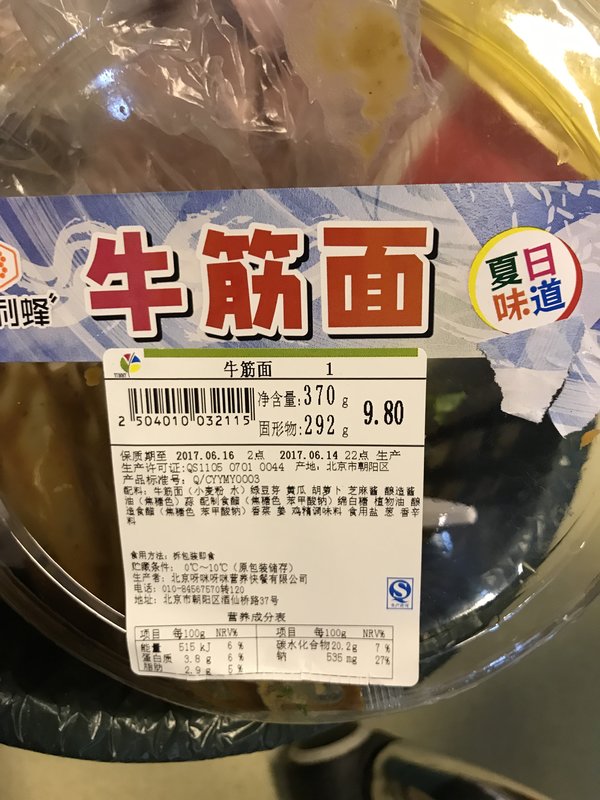 利蜂
牛筋面
夏日
味道
牛筋面 1
净含量:370 g
固形物:292 g
9.80
2 504010 032115
保质期至 2017.06.16 2点 2017.06.14 22点 生产
生产许可证:QS1105 0701 0044 产地:北京市朝阳区
产品标准号:Q/CYYMY0003
配料:牛筋面(小麦粉 水)绿豆芽 黄瓜 胡萝卜 芝麻酱 酿造酱
油(焦糖色)蒜 配制食醋(焦糖色 苯甲酸钠)绵白糖 植物油 酿
造食醋(焦糖色 苯甲酸钠)香菜 姜 鸡精调味料 食用盐 葱 香辛
料
食用方法:拆包装即食
贮藏条件: 0℃~10℃(原包装储存)
生产者:北京呀咪呀咪营养快餐有限公司
电话:010-84567570转120
地址:北京市朝阳区酒仙桥路37号
营养成分表
项目 每100g NRV% 项目 每100g NRV%
能量 515 kJ 6 % 碳水化合物20.2g 7 %
蛋白质 3.8 g 6 % 钠 535 mg 27%
脂肪 2.9 g 5 %